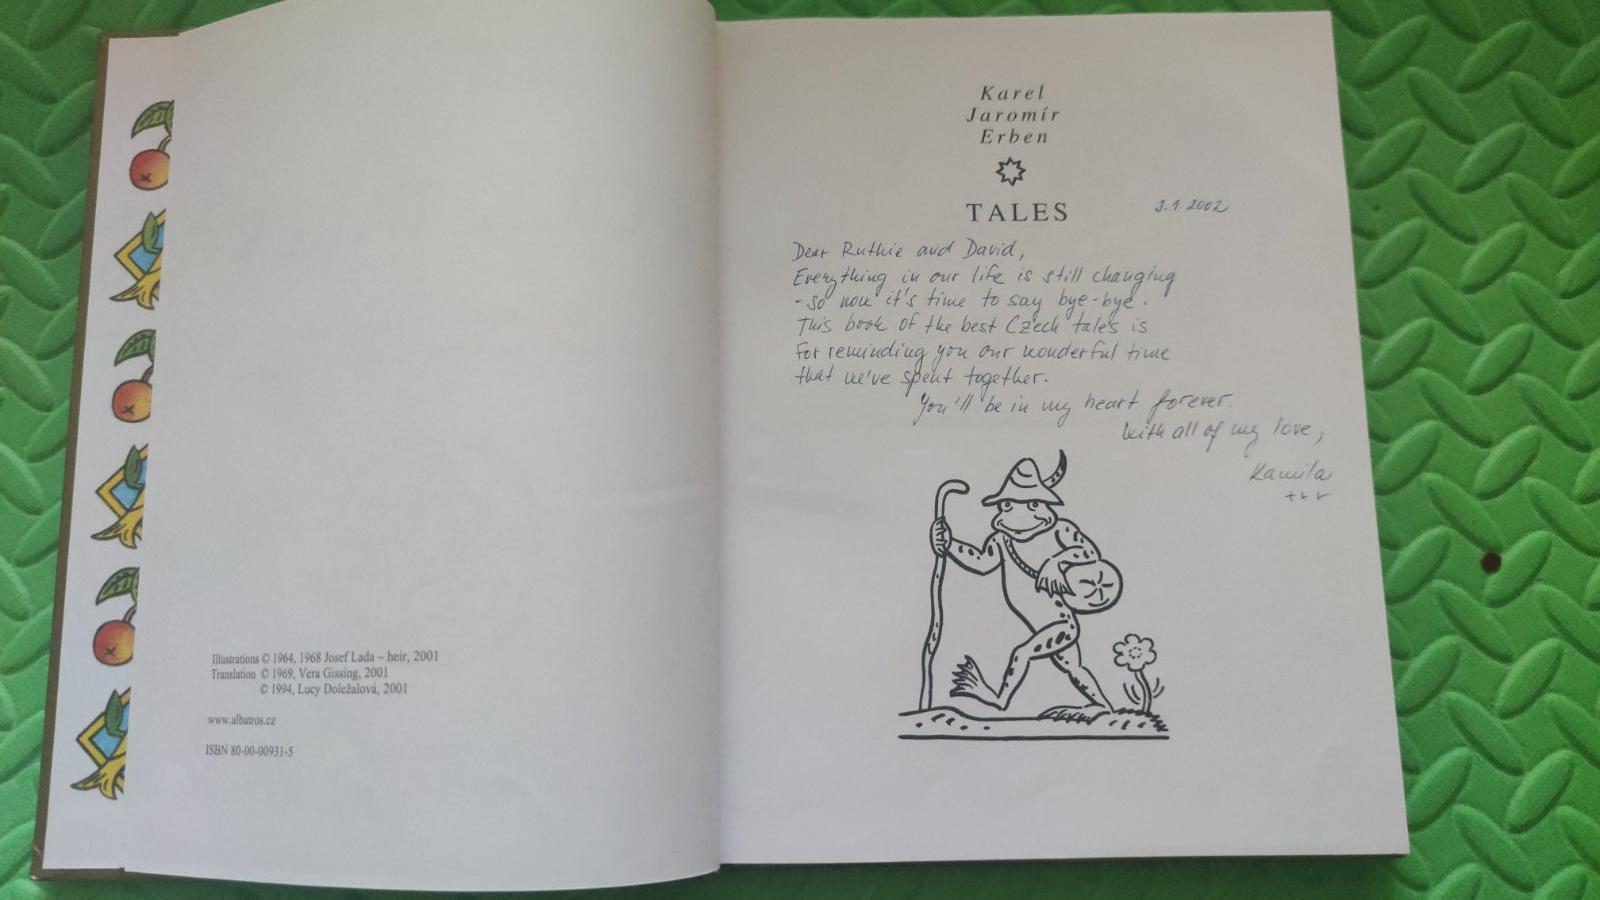 Illustrations © 1964, 1968 Josef Lada – heir, 2001
Translation © 1969, Vera Gissing, 2001
© 1994, Lucy Doležalová, 2001
www.albatros.cz
ISBN 80-00-00931-5
Karel
Jaromír
Erben
TALES
1.2002
Dear Ruthie and David,
Everything in our life is still changing
- so now it's time to say bye-bye.
This book of the best Czech tales is
for reminding you our wonderful time
that we've spent together.
You'll be in my heart forever.
With all of my love,
Kamila
+++